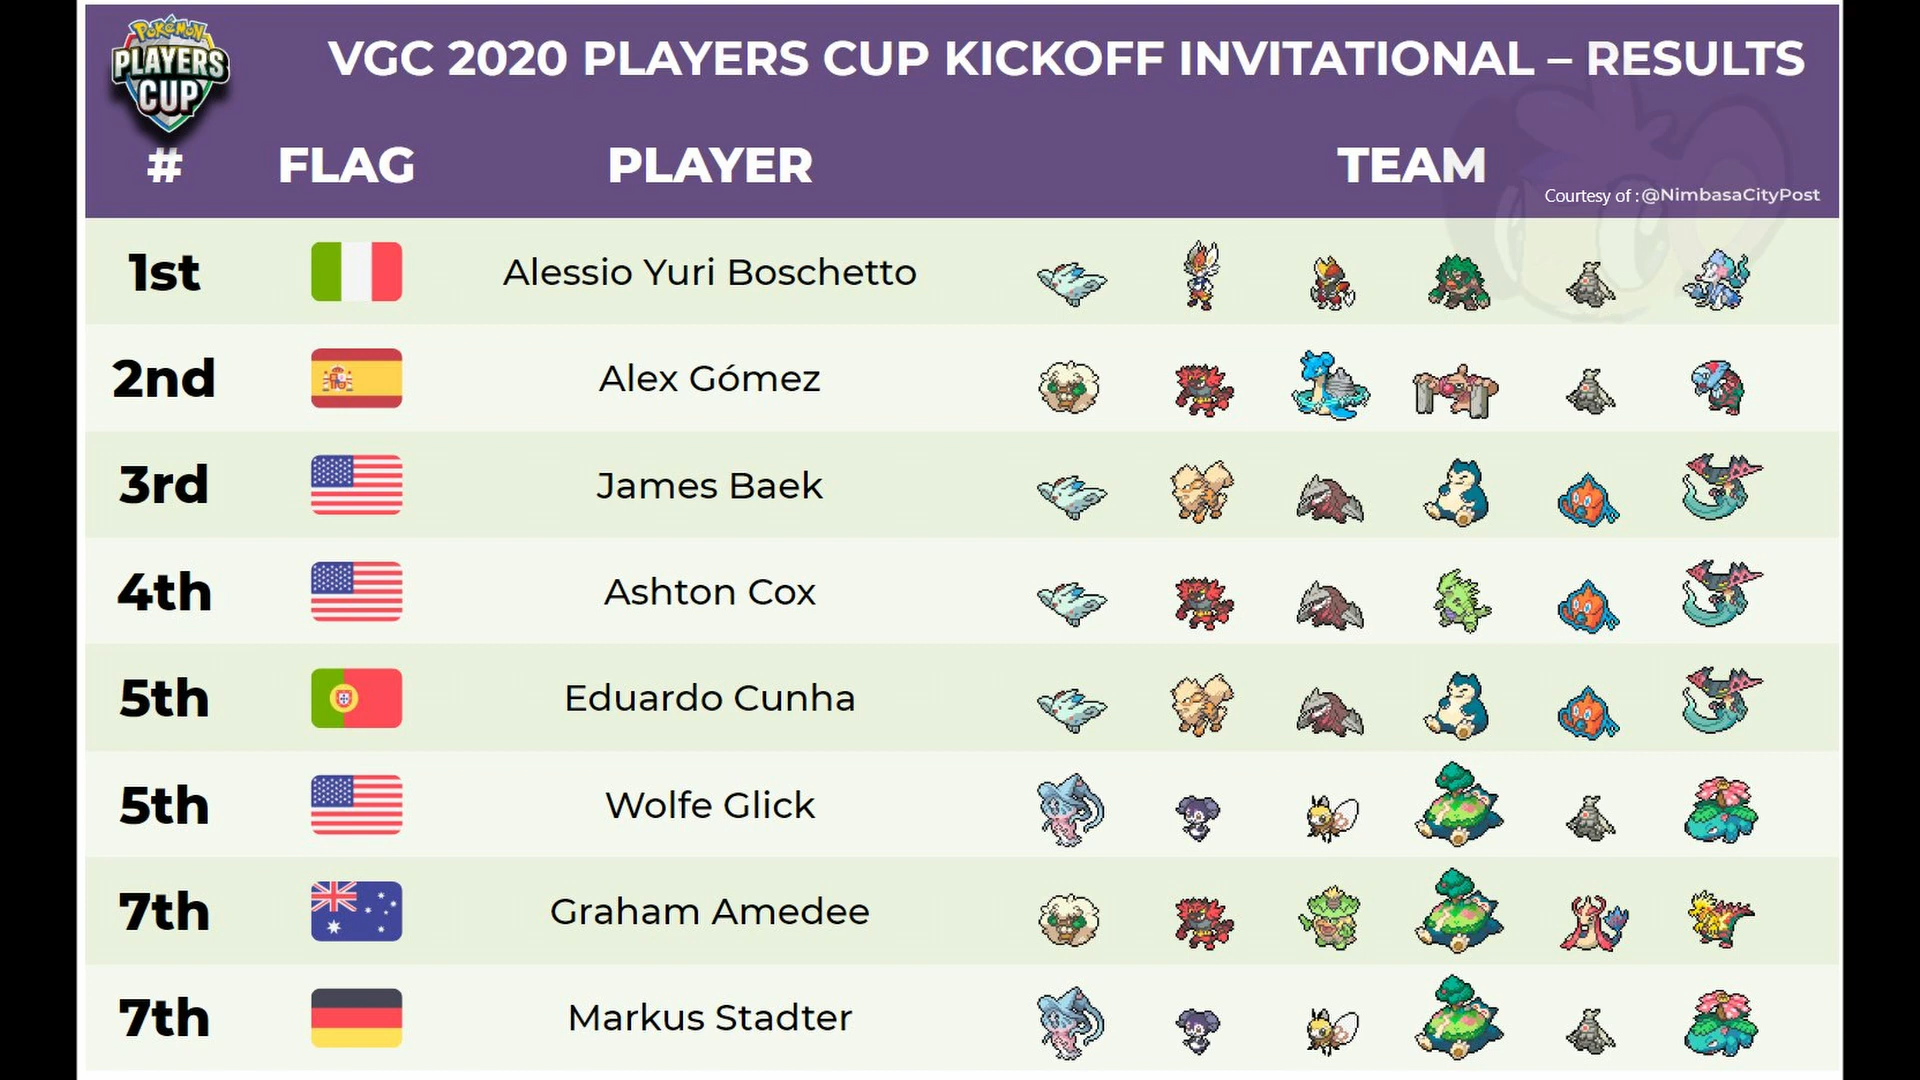 Pokémon
PLAYERS
CUP
VGC 2020 PLAYERS CUP KICKOFF INVITATIONAL – RESULTS
# FLAG PLAYER TEAM
Courtesy of : @NimbasaCityPost
1st Alessio Yuri Boschetto
2nd Alex Gómez
3rd James Baek
4th Ashton Cox
5th Eduardo Cunha
5th Wolfe Glick
7th Graham Amedee
7th Markus Stadter